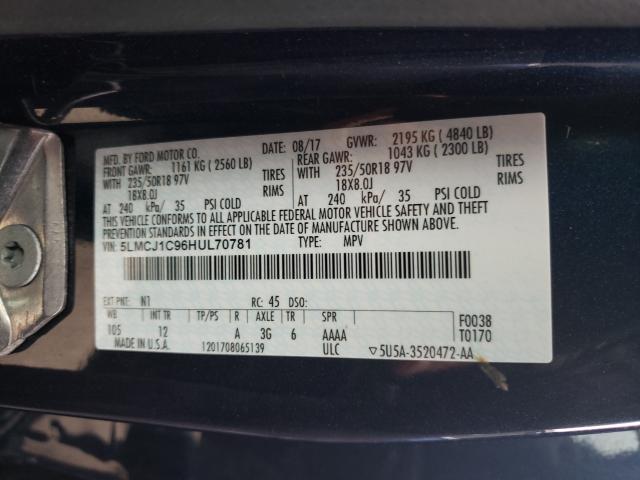 MFD. BY FORD MOTOR CO. DATE: 08/17 GVWR: 2195 KG ( 4840 LB)
FRONT GAWR: 1161 KG ( 2560 LB) REAR GAWR: 1043 KG ( 2300 LB)
WITH 235/50R18 97V TIRES WITH 235/50R18 97V TIRES
18X8.0J RIMS 18X8.0J RIMS
AT 240 kPa/ 35 PSI COLD AT 240 kPa/ 35 PSI COLD
THIS VEHICLE CONFORMS TO ALL APPLICABLE FEDERAL MOTOR VEHICLE SAFETY AND THEFT
PREVENTION STANDARDS IN EFFECT ON THE DATE OF MANUFACTURE SHOWN ABOVE.
VIN: 5LMCJ1C96HUL70781 TYPE: MPV
EXT PNT: N1 RC: 45 DSO:
WB INT TR TP/PS R AXLE TR SPR F0038
105 12 A 3G 6 AAAA T0170
MADE IN U.S.A. 1201708065139 ULC ▽5U5A-3520472-AA